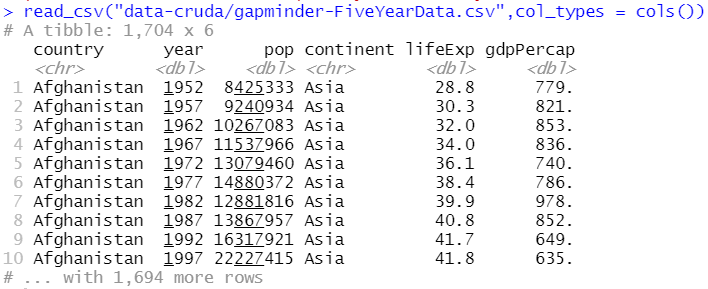 > read_csv("data-cruda/gapminder-FiveYearData.csv",col_types = cols())
# A tibble: 1,704 x 6
   country      year      pop continent lifeExp gdpPercap
   <chr>       <dbl>    <dbl> <chr>       <dbl>     <dbl>
 1 Afghanistan  1952  8425333 Asia         28.8      779.
 2 Afghanistan  1957  9240934 Asia         30.3      821.
 3 Afghanistan  1962 10267083 Asia         32.0      853.
 4 Afghanistan  1967 11537966 Asia         34.0      836.
 5 Afghanistan  1972 13079460 Asia         36.1      740.
 6 Afghanistan  1977 14880372 Asia         38.4      786.
 7 Afghanistan  1982 12881816 Asia         39.9      978.
 8 Afghanistan  1987 13867957 Asia         40.8      852.
 9 Afghanistan  1992 16317921 Asia         41.7      649.
10 Afghanistan  1997 22227415 Asia         41.8      635.
# ... with 1,694 more rows